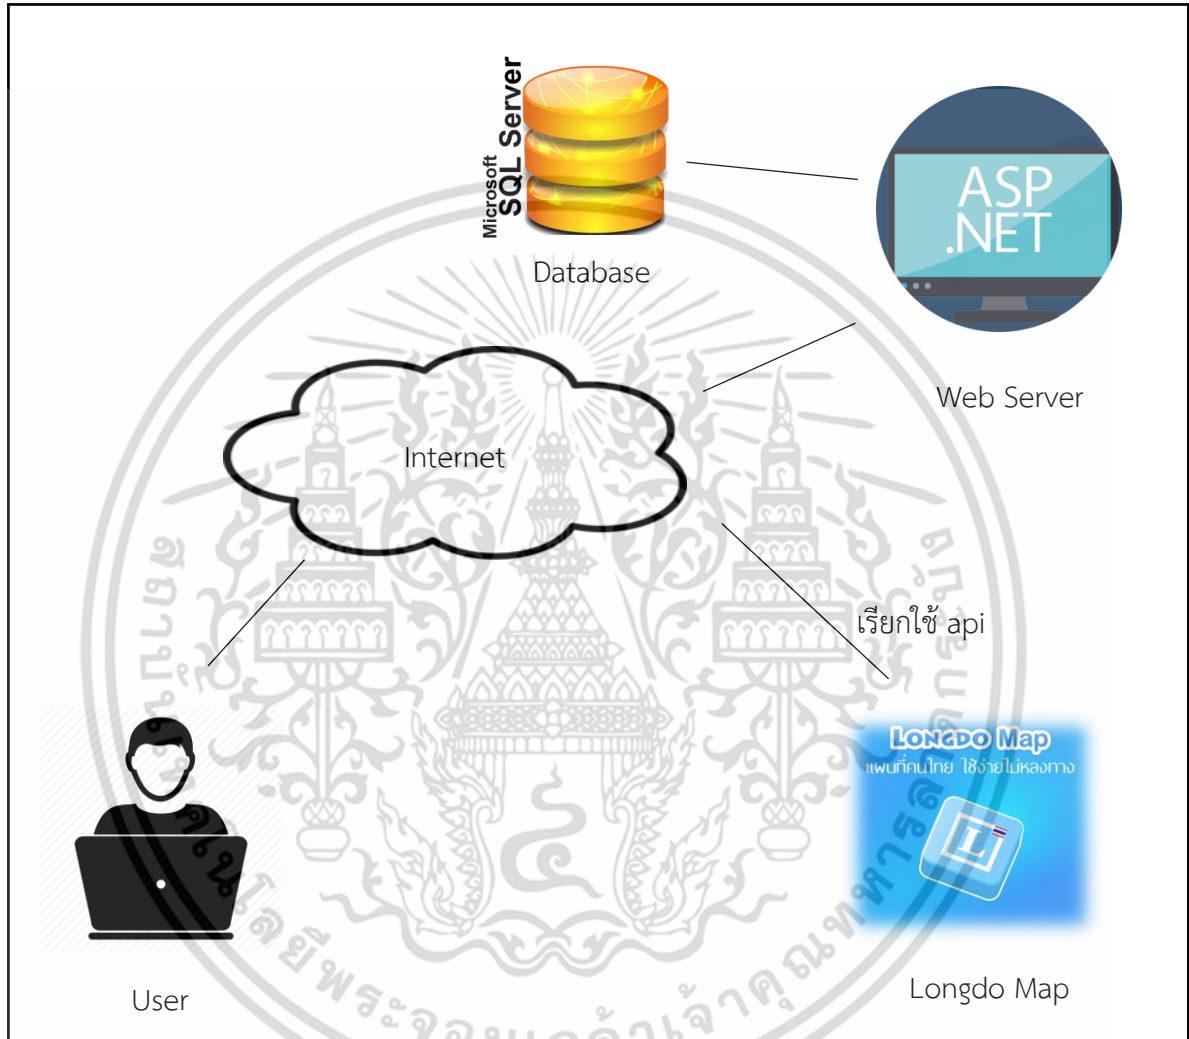 Microsoft
SQL Server
Database
ASP
.NET
Web Server
Internet
เรียกใช้ api
LONGDO Map
แผนที่คนไทย ใช้ง่ายไม่หลงทาง
L
User
Longdo Map